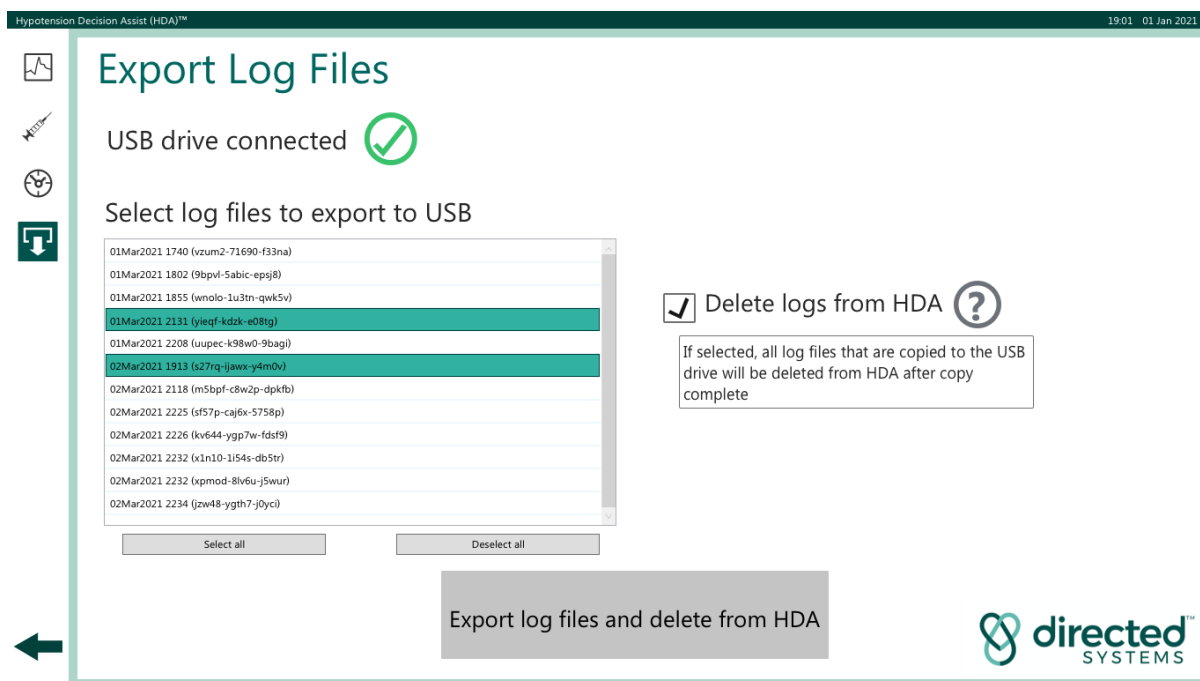 Hypotension Decision Assist (HDA)™ 19:01 01 Jan 2021
Export Log Files
USB drive connected
Select log files to export to USB
01Mar2021 1740 (vzum2-71690-f33na)
01Mar2021 1802 (9bpvl-5abic-epsj8)
01Mar2021 1855 (wnolo-1u3tn-qwk5v)
01Mar2021 2131 (yieqf-kdzk-e08tg)
01Mar2021 2208 (uupec-k98w0-9bagi)
02Mar2021 1913 (s27rq-ijawx-y4m0v)
02Mar2021 2118 (m5bpf-c8w2p-dpkfb)
02Mar2021 2225 (sf57p-caj6x-5758p)
02Mar2021 2226 (kv644-ygp7w-fdsf9)
02Mar2021 2232 (x1n10-1i54s-db5tr)
02Mar2021 2232 (xpmod-8lv6u-j5wur)
02Mar2021 2234 (jzw48-ygth7-j0yci)
Select all
Deselect all
Delete logs from HDA ?
If selected, all log files that are copied to the USB
drive will be deleted from HDA after copy
complete
Export log files and delete from HDA
directed™
SYSTEMS